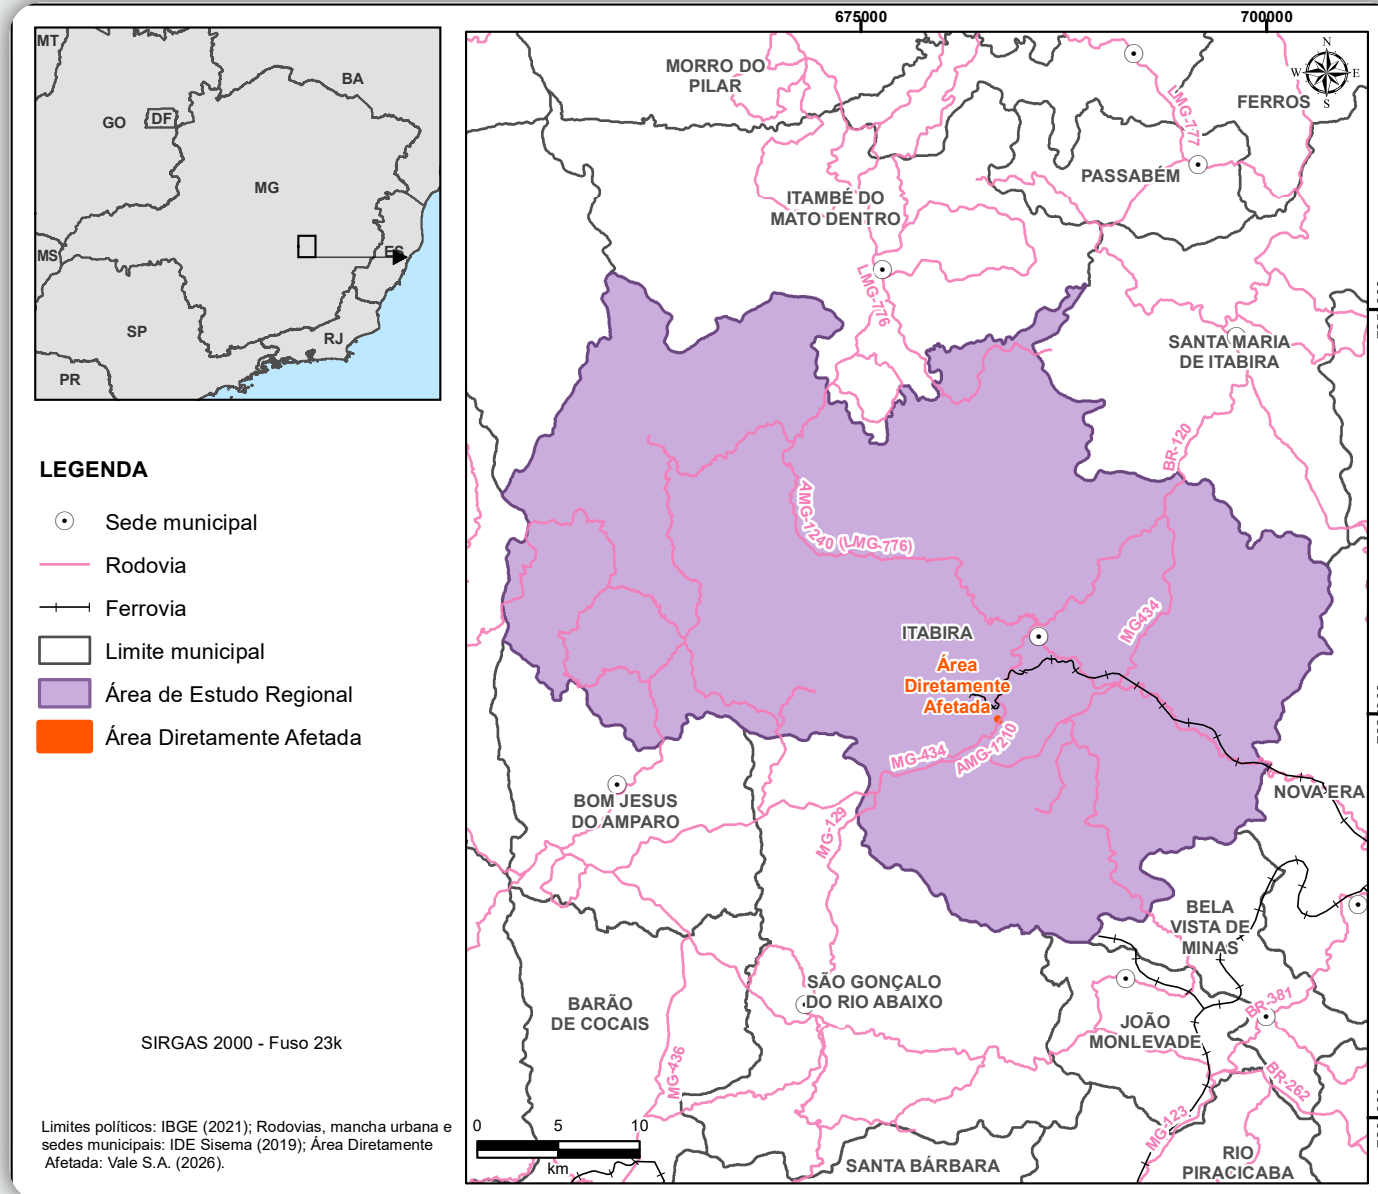 675000
700000
MT
BA
GO
DF
MG
MS
ES
SP
RJ
PR
LEGENDA
Sede municipal
Rodovia
Ferrovia
Limite municipal
Área de Estudo Regional
Área Diretamente Afetada
SIRGAS 2000 - Fuso 23k
Limites políticos: IBGE (2021); Rodovias, mancha urbana e
sedes municipais: IDE Sisema (2019); Área Diretamente
Afetada: Vale S.A. (2026).
N
W
E
S
MORRO DO
PILAR
FERROS
LMG-777
PASSABÉM
ITAMBÉ DO
MATO DENTRO
LMG-776
SANTA MARIA
DE ITABIRA
BR-120
AMG-1240 (LMG-776)
MG434
ITABIRA
Área
Diretamente
Afetada
MG-434
AMG-1210
NOVA ERA
BOM JESUS
DO AMPARO
MG-129
BELA
VISTA DE
MINAS
SÃO GONÇALO
DO RIO ABAIXO
BARÃO
DE COCAIS
BR-381
JOÃO
MONLEVADE
MG-436
BR-262
MG-123
0 5 10
km
SANTA BÁRBARA
RIO
PIRACICABA